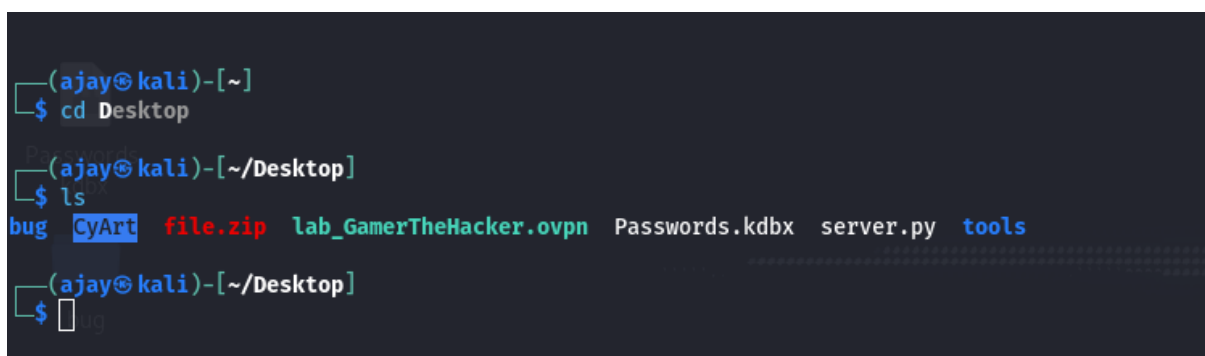 ┌──(ajay㉿kali)-[~]
└─$ cd Desktop
┌──(ajay㉿kali)-[~/Desktop]
└─$ ls
bug  CyArt  file.zip  lab_GamerTheHacker.ovpn  Passwords.kdbx  server.py  tools
┌──(ajay㉿kali)-[~/Desktop]
└─$